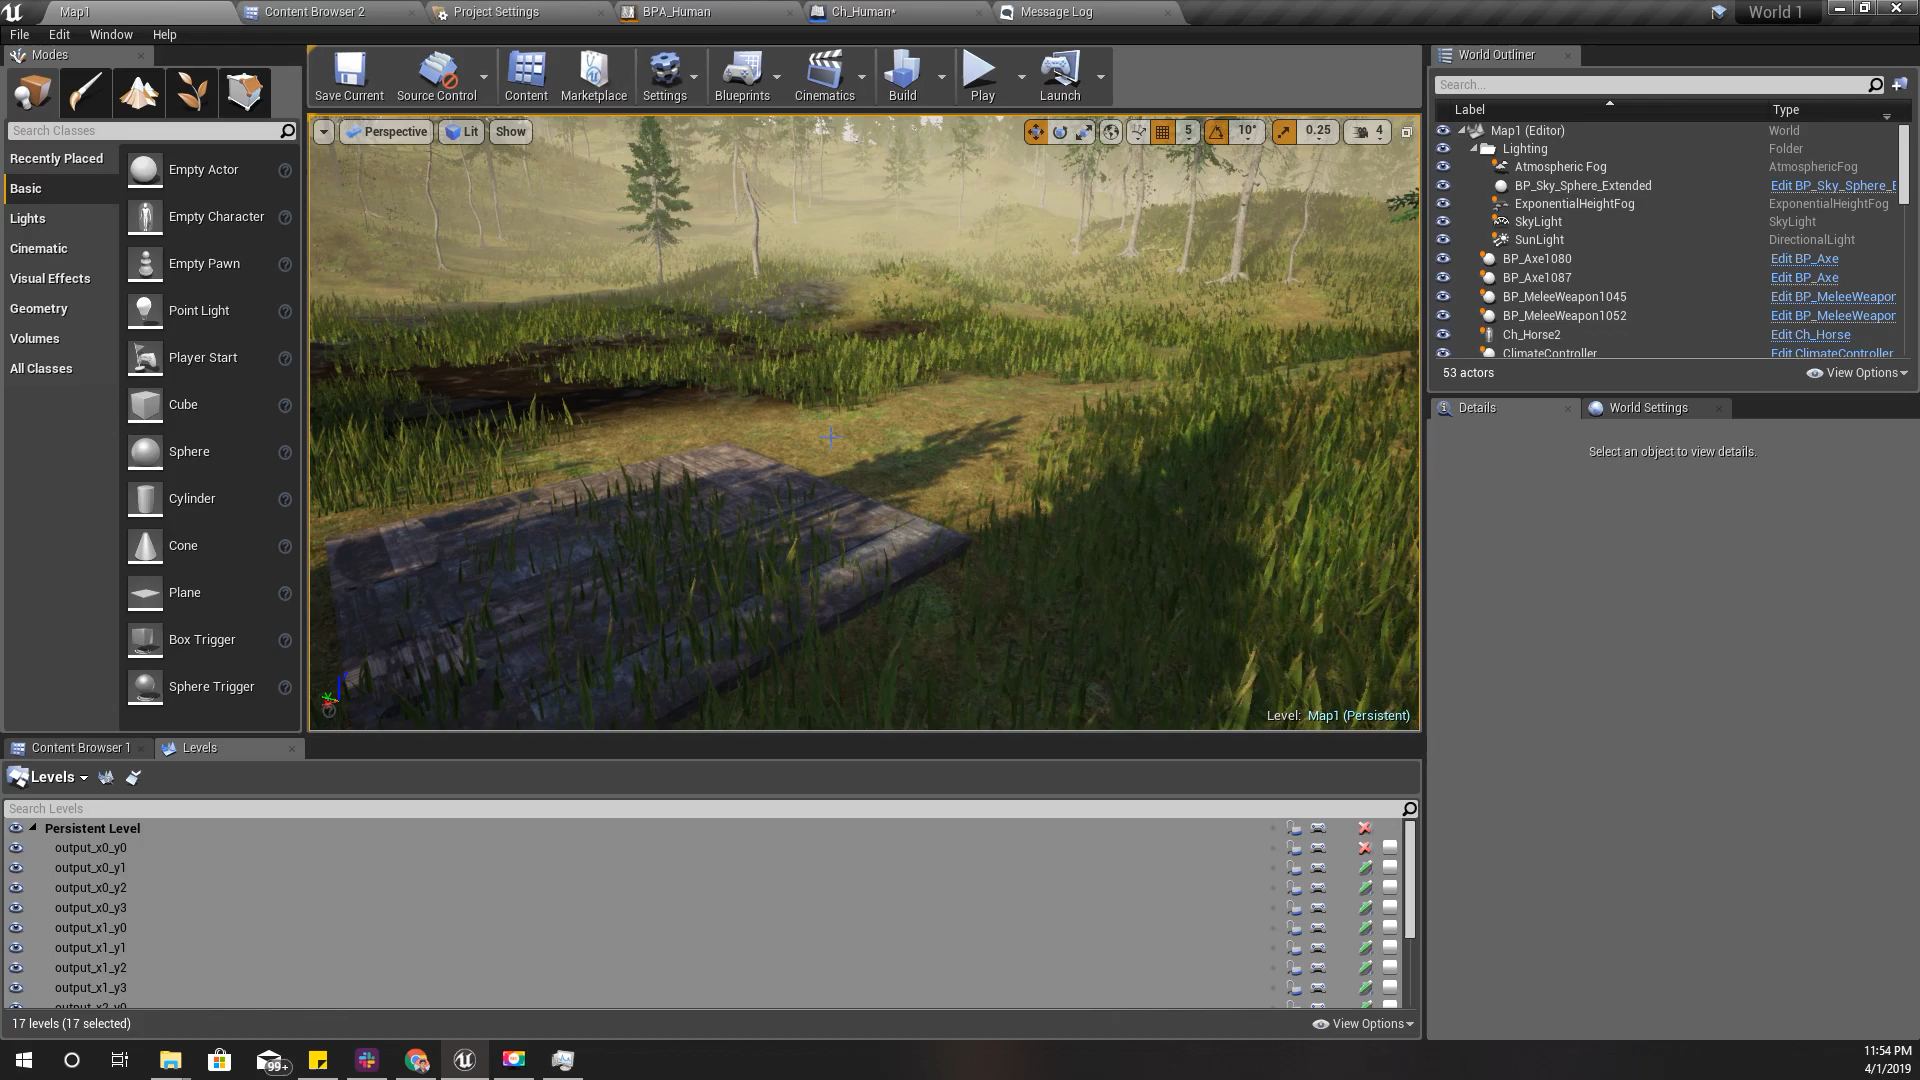 Map1
Content Browser 2
Project Settings
BPA_Human
Ch_Human*
Message Log
World 1
File Edit Window Help
Modes
Save Current
Source Control
Content
Marketplace
Settings
Blueprints
Cinematics
Build
Play
Launch
Search Classes
Recently Placed
Basic
Lights
Cinematic
Visual Effects
Geometry
Volumes
All Classes
Empty Actor
Empty Character
Empty Pawn
Point Light
Player Start
Cube
Sphere
Cylinder
Cone
Plane
Box Trigger
Sphere Trigger
Perspective
Lit
Show
5
10°
0.25
4
Level: Map1 (Persistent)
World Outliner
Search...
Label Type
Map1 (Editor) World
Lighting Folder
Atmospheric Fog AtmosphericFog
BP_Sky_Sphere_Extended Edit BP_Sky_Sphere_E
ExponentialHeightFog ExponentialHeightFog
SkyLight SkyLight
SunLight DirectionalLight
BP_Axe1080 Edit BP_Axe
BP_Axe1087 Edit BP_Axe
BP_MeleeWeapon1045 Edit BP_MeleeWeapon
BP_MeleeWeapon1052 Edit BP_MeleeWeapon
Ch_Horse2 Edit Ch_Horse
ClimateController Edit ClimateController
53 actors View Options
Details
World Settings
Select an object to view details.
Content Browser 1
Levels
Levels
Search Levels
Persistent Level
output_x0_y0
output_x0_y1
output_x0_y2
output_x0_y3
output_x1_y0
output_x1_y1
output_x1_y2
output_x1_y3
output_x2_y0
17 levels (17 selected) View Options
99+
11:54 PM
4/1/2019